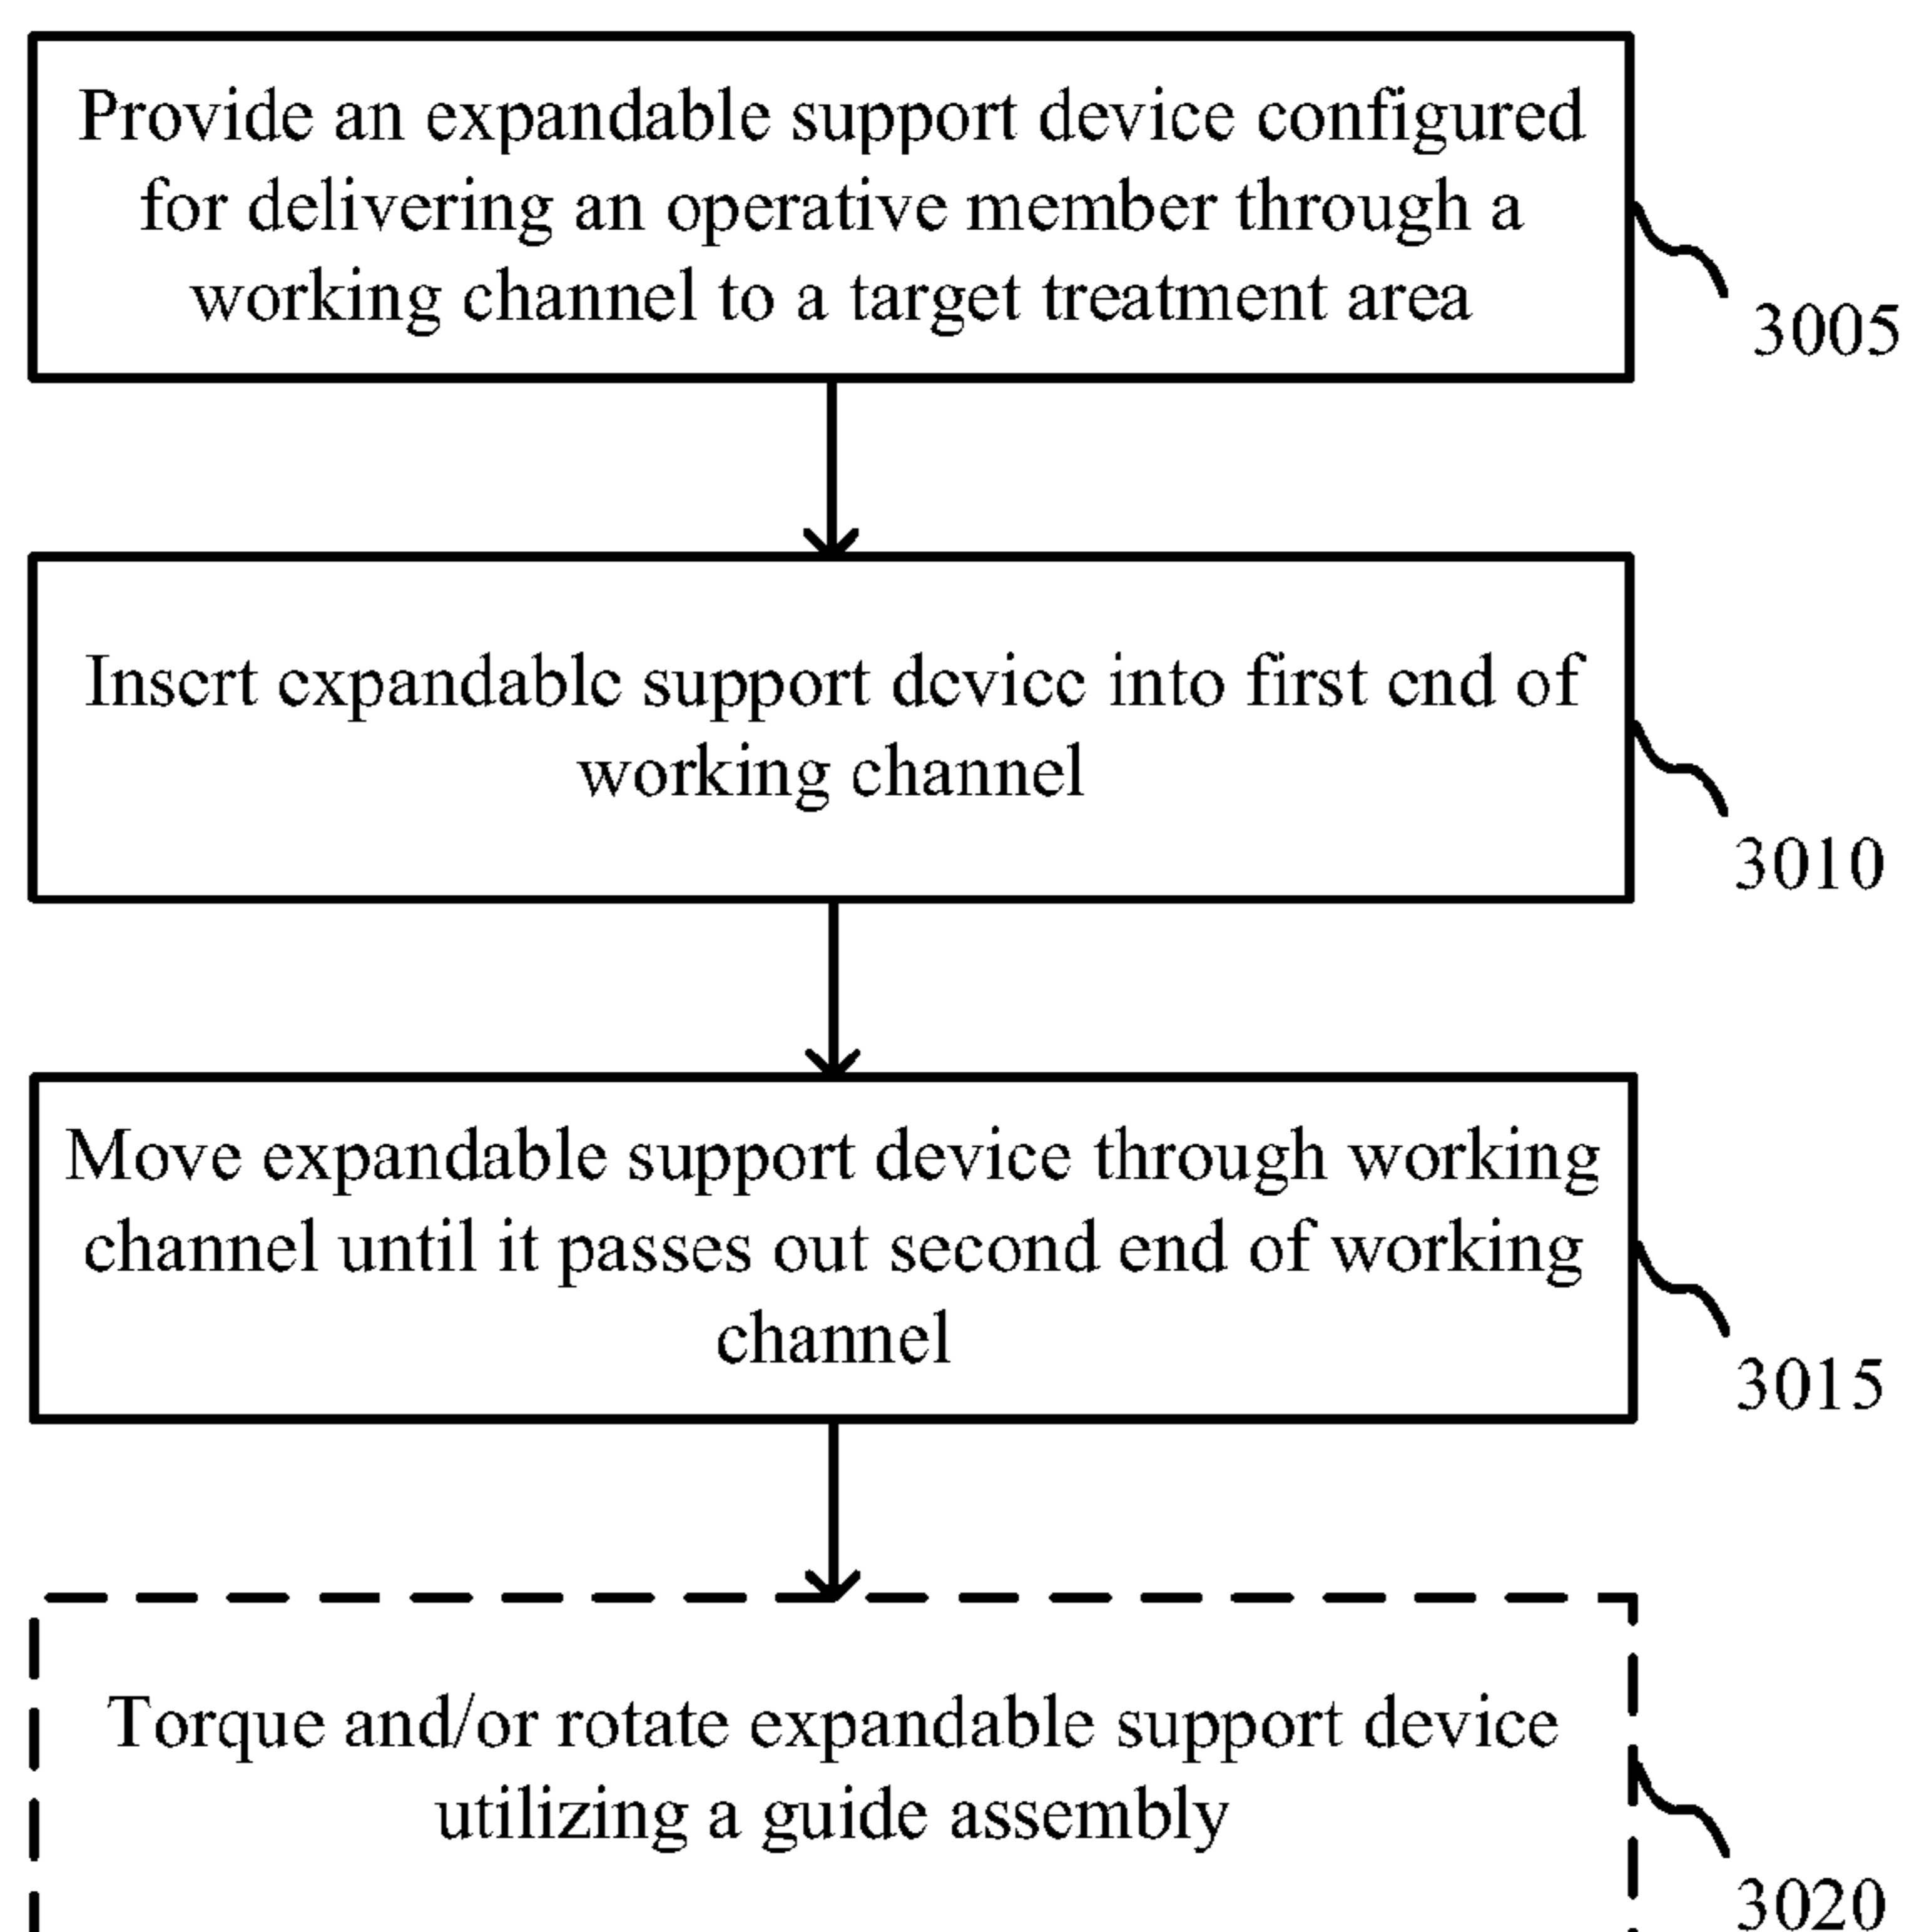 Provide an expandable support device configured
for delivering an operative member through a
working channel to a target treatment area
3005
Insert expandable support device into first end of
working channel
3010
Move expandable support device through working
channel until it passes out second end of working
channel
3015
Torque and/or rotate expandable support device
utilizing a guide assembly
3020